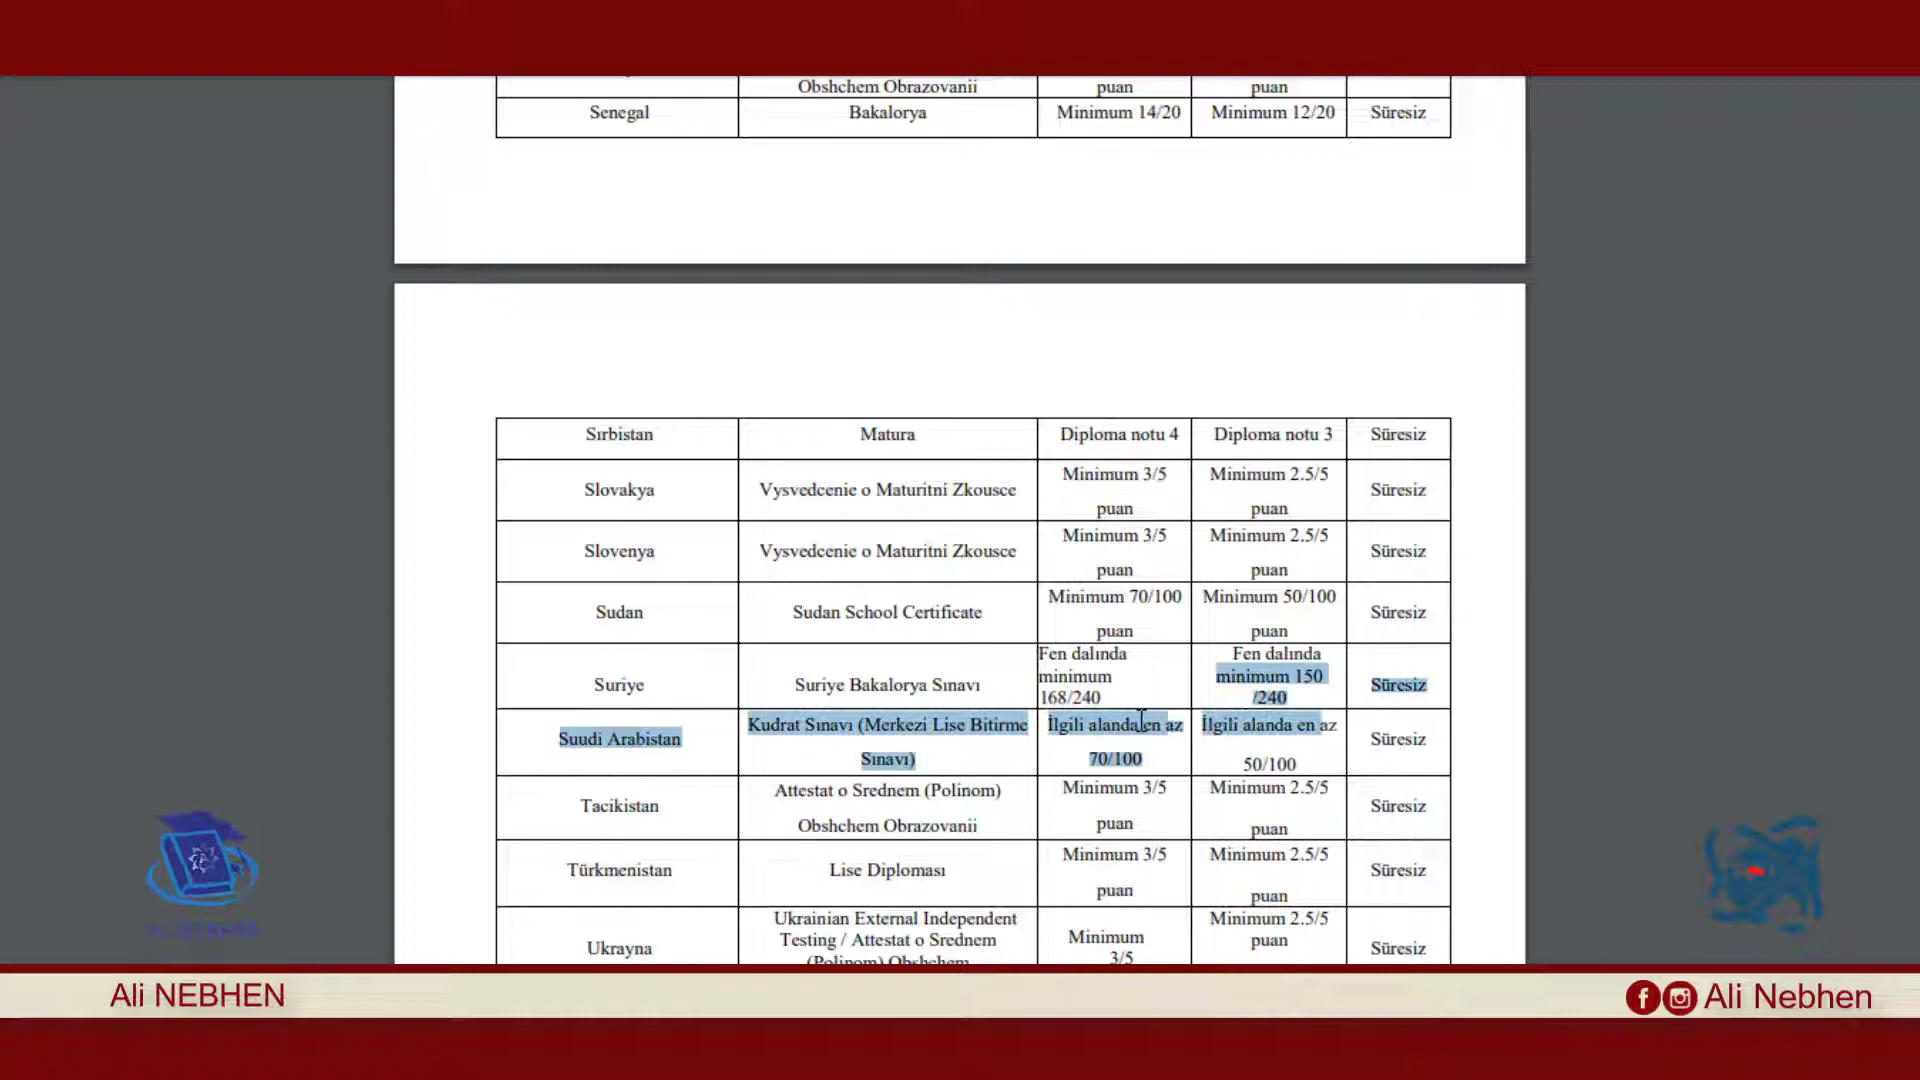 Obshchem Obrazovanii puan puan
Senegal Bakalorya Minimum 14/20 Minimum 12/20 Süresiz
Sırbistan Matura Diploma notu 4 Diploma notu 3 Süresiz
Slovakya Vysvedcenie o Maturitní Zkousce Minimum 3/5 Minimum 2.5/5 Süresiz
puan puan
Slovenya Vysvedcenie o Maturitní Zkousce Minimum 3/5 Minimum 2.5/5 Süresiz
puan puan
Sudan Sudan School Certificate Minimum 70/100 Minimum 50/100 Süresiz
puan puan
Fen dalında Fen dalında
Suriye Suriye Bakalorya Sınavı minimum minimum 150 Süresiz
168/240 /240
Suudi Arabistan Kudrat Sınavı (Merkezi Lise Bitirme İlgili alanda en az İlgili alanda en az Süresiz
Sınavı) 70/100 50/100
Tacikistan Attestat o Srednem (Polinom) Minimum 3/5 Minimum 2.5/5 Süresiz
Obshchem Obrazovanii puan puan
Türkmenistan Lise Diploması Minimum 3/5 Minimum 2.5/5 Süresiz
puan puan
Ukrainian External Independent Minimum 2.5/5
Ukrayna Testing / Attestat o Srednem Minimum puan Süresiz
(Polinom) Obshchem 3/5
Ali NEBHEN
Ali Nebhen